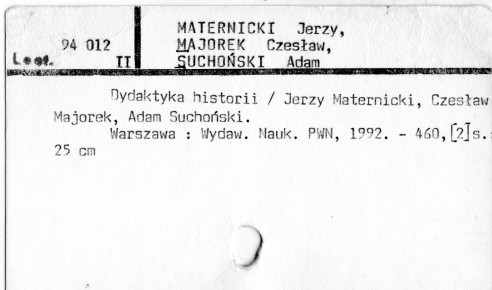 MATERNICKI Jerzy,
94 012 MAJOREK Czesław,
II SUCHOŃSKI Adam
Dydaktyka historii / Jerzy Maternicki, Czesław
Majorek, Adam Suchoński.
Warszawa : Wydaw. Nauk. PWN, 1992. - 460,[2]s.
25 cm